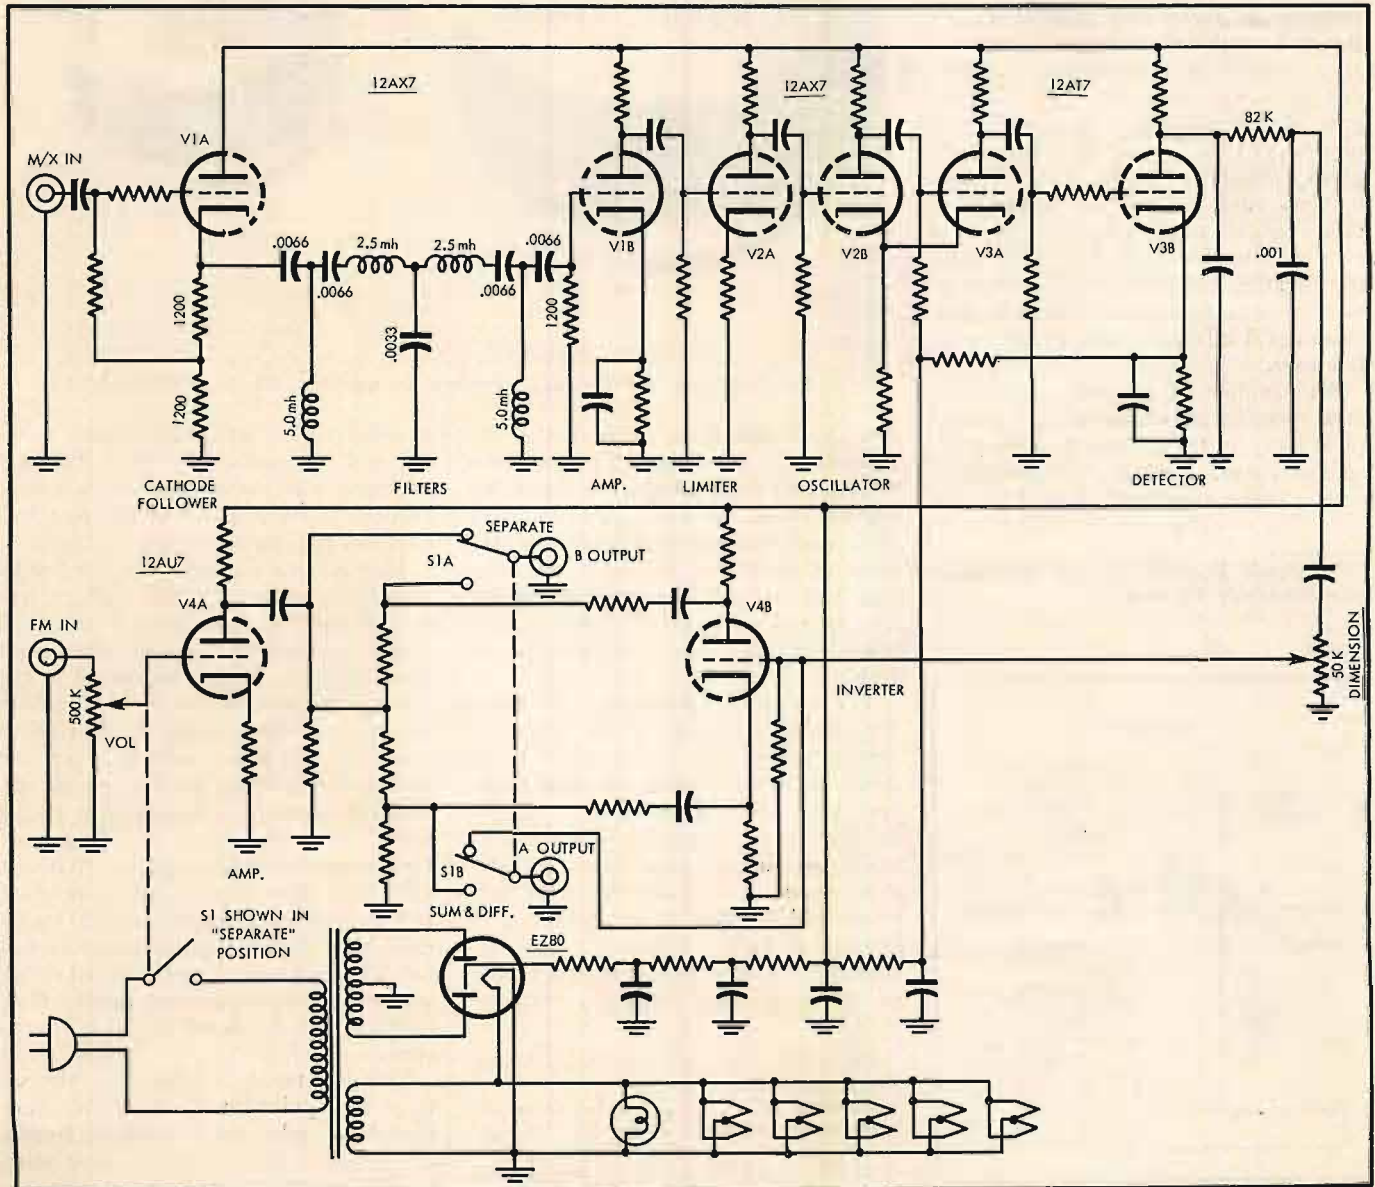 12AX7
12AX7
12AT7
82 K
V1A
M/X IN
.0066
2.5 mh
2.5 mh
.0066
V1B
V2A
V2B
V3A
V3B
.0066
.0066
.001
1200
.0033
1200
5.0 mh
5.0 mh
1200
CATHODE
FOLLOWER
FILTERS
AMP.
LIMITER
OSCILLATOR
DETECTOR
SEPARATE
12AU7
S1A
B OUTPUT
V4A
V4B
FM IN
INVERTER
50 K
DIMENSION
500 K
VOL
A OUTPUT
AMP.
S1B
SUM & DIFF.
S1 SHOWN IN
"SEPARATE"
POSITION
EZ80